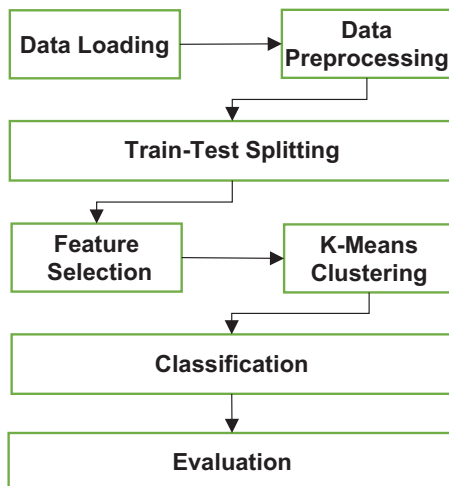 Data Loading
Data
Preprocessing
Train-Test Splitting
Feature
Selection
K-Means
Clustering
Classification
Evaluation